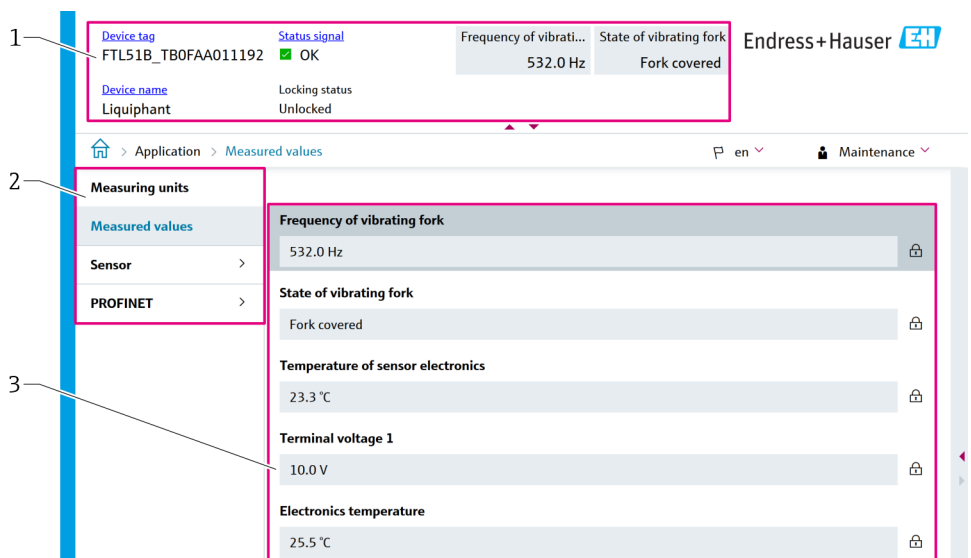 1
Device tag
Status signal
Frequency of vibrati...
State of vibrating fork
FTL51B_TB0FAA011192
OK
532.0 Hz
Fork covered
Endress+Hauser
EH
Device name
Locking status
Liquiphant
Unlocked
> Application > Measured values
en
Maintenance
2
Measuring units
Measured values
Sensor >
PROFINET >
Frequency of vibrating fork
532.0 Hz
State of vibrating fork
Fork covered
Temperature of sensor electronics
23.3 °C
3
Terminal voltage 1
10.0 V
Electronics temperature
25.5 °C